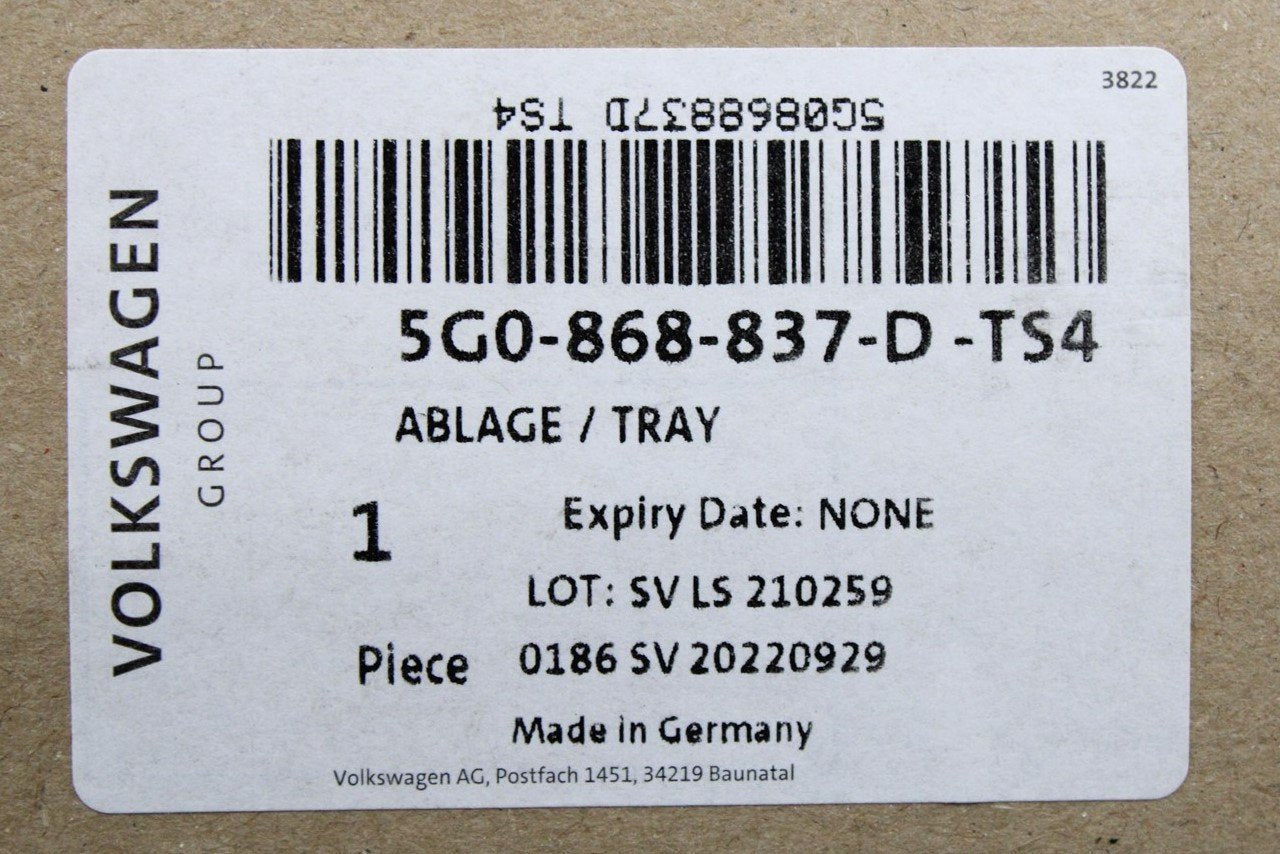 3822
5G0868837D TS4
VOLKSWAGEN
GROUP
5G0-868-837-D -TS4
ABLAGE / TRAY
1
Expiry Date: NONE
LOT: SV LS 210259
Piece 0186 SV 20220929
Made in Germany
Volkswagen AG, Postfach 1451, 34219 Baunatal